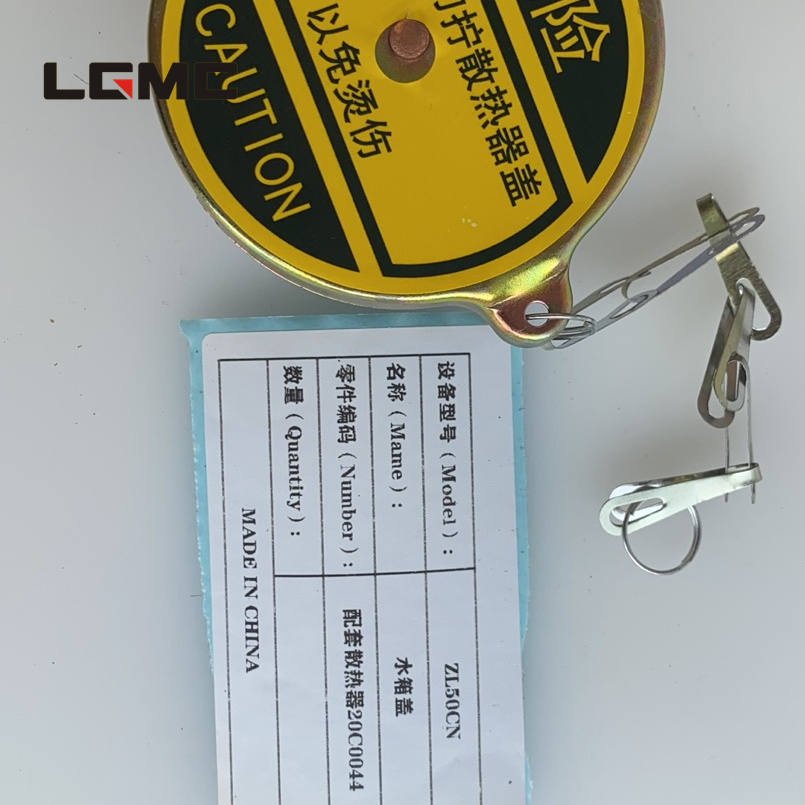 LGMC
CAUTION
险
拧散热器盖
以免烫伤
设备型号(Model): ZL50CN
名称(Mame): 水箱盖
零件编码(Number): 配套散热器20C0044
数量(Quantity):
MADE IN CHINA